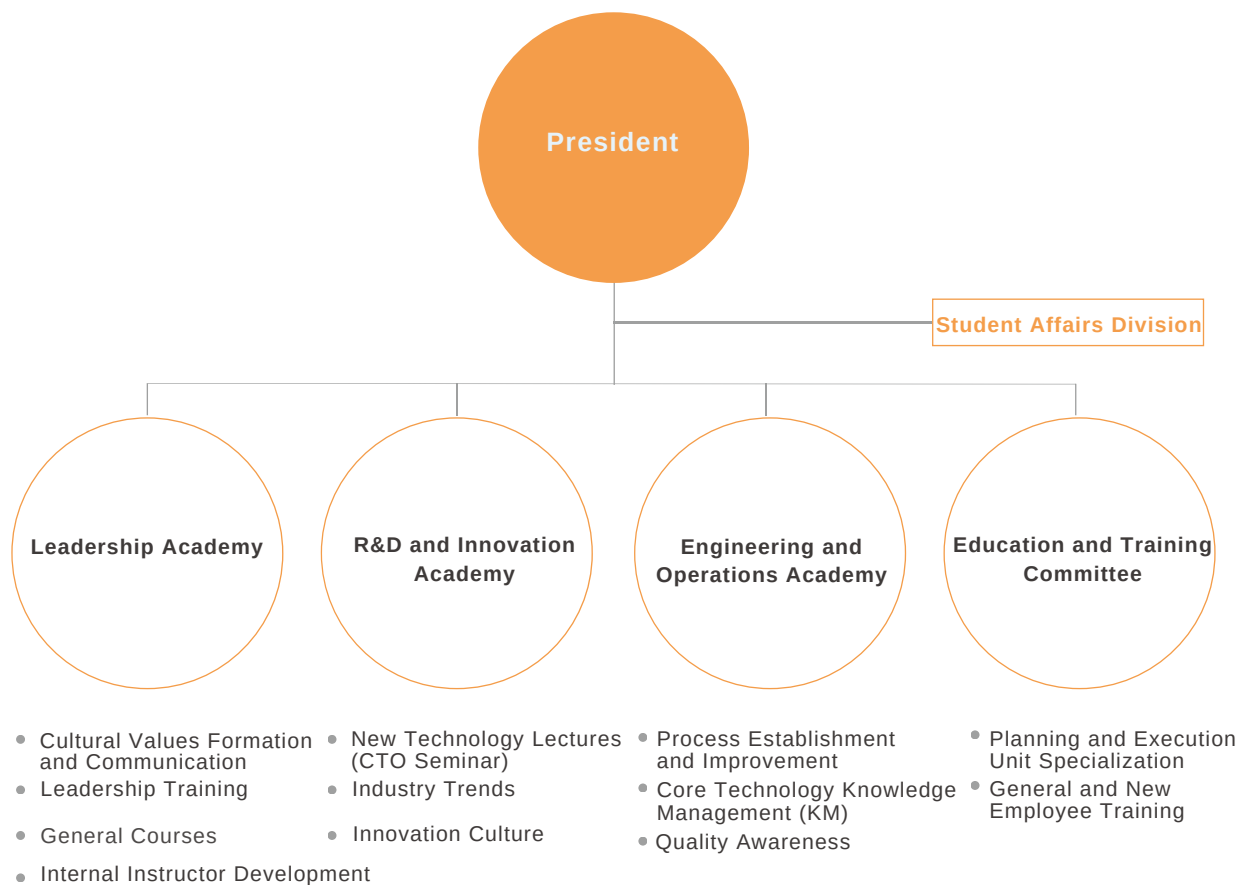 President
Student Affairs Division
Leadership Academy
R&D and Innovation
Academy
Engineering and
Operations Academy
Education and Training
Committee
Cultural Values Formation
and Communication
Leadership Training
General Courses
Internal Instructor Development
New Technology Lectures
(CTO Seminar)
Industry Trends
Innovation Culture
Process Establishment
and Improvement
Core Technology Knowledge
Management (KM)
Quality Awareness
Planning and Execution
Unit Specialization
General and New
Employee Training